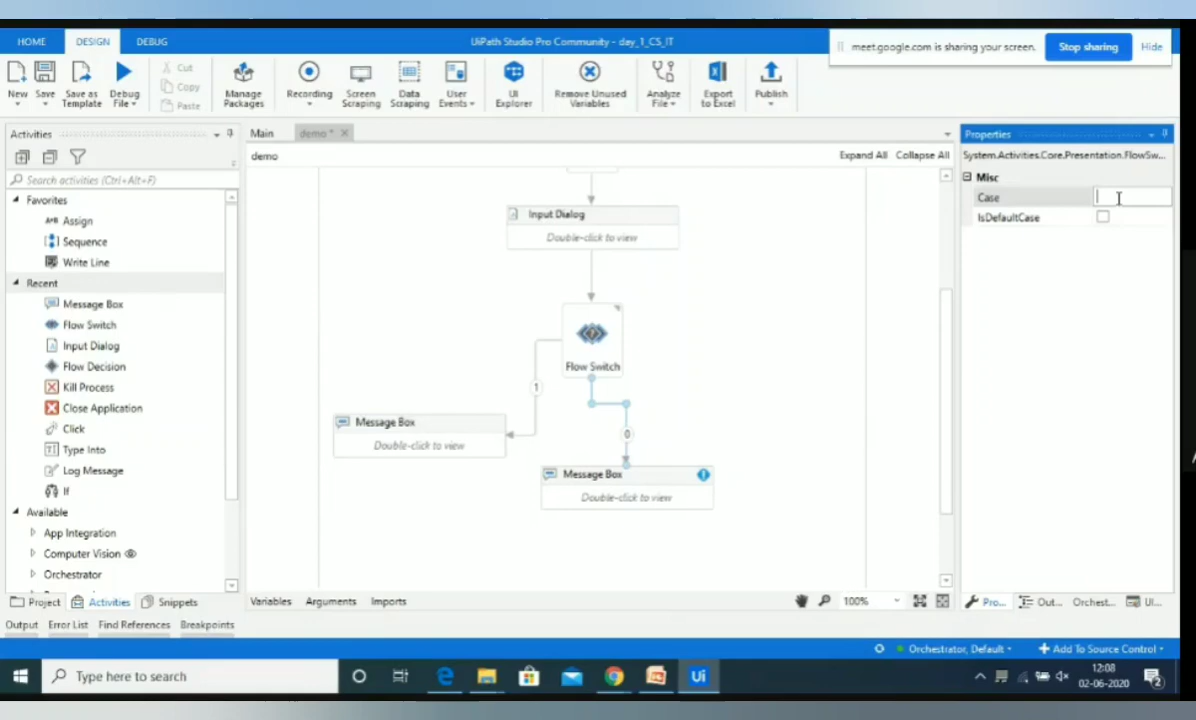 HOME DESIGN DEBUG
UiPath Studio Pro Community - day_1_CS_IT
meet.google.com is sharing your screen. Stop sharing Hide
New Save Save as Template Debug File Cut Copy Paste Manage Packages Recording Screen Scraping Data Scraping User Events UI Explorer Remove Unused Variables Analyze File Export to Excel Publish
Activities
Search activities (Ctrl+Alt+F)
Favorites
Assign
Sequence
Write Line
Recent
Message Box
Flow Switch
Input Dialog
Flow Decision
Kill Process
Close Application
Click
Type Into
Log Message
If
Available
App Integration
Computer Vision
Orchestrator
Project Activities Snippets
Main demo *
demo
Expand All Collapse All
Input Dialog
Double-click to view
Flow Switch
1
Message Box
Double-click to view
0
Message Box
Double-click to view
Variables Arguments Imports
100%
Properties
System.Activities.Core.Presentation.FlowSw...
Misc
Case
IsDefaultCase
Pro... Out... Orchest... UI...
Output Error List Find References Breakpoints
Orchestrator, Default Add To Source Control
Type here to search
Ui
12:08
02-06-2020
2